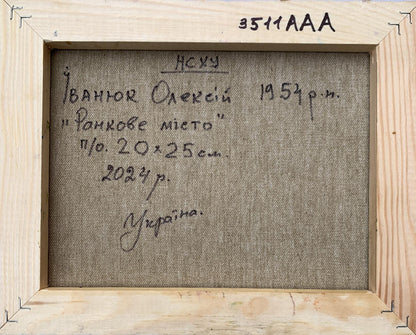 3511AAA
НСХУ
Іванюк Олексій 1954 р.н.
"Ранкове місто"
п/о. 20 × 25 см.
2024 р.
Україна.